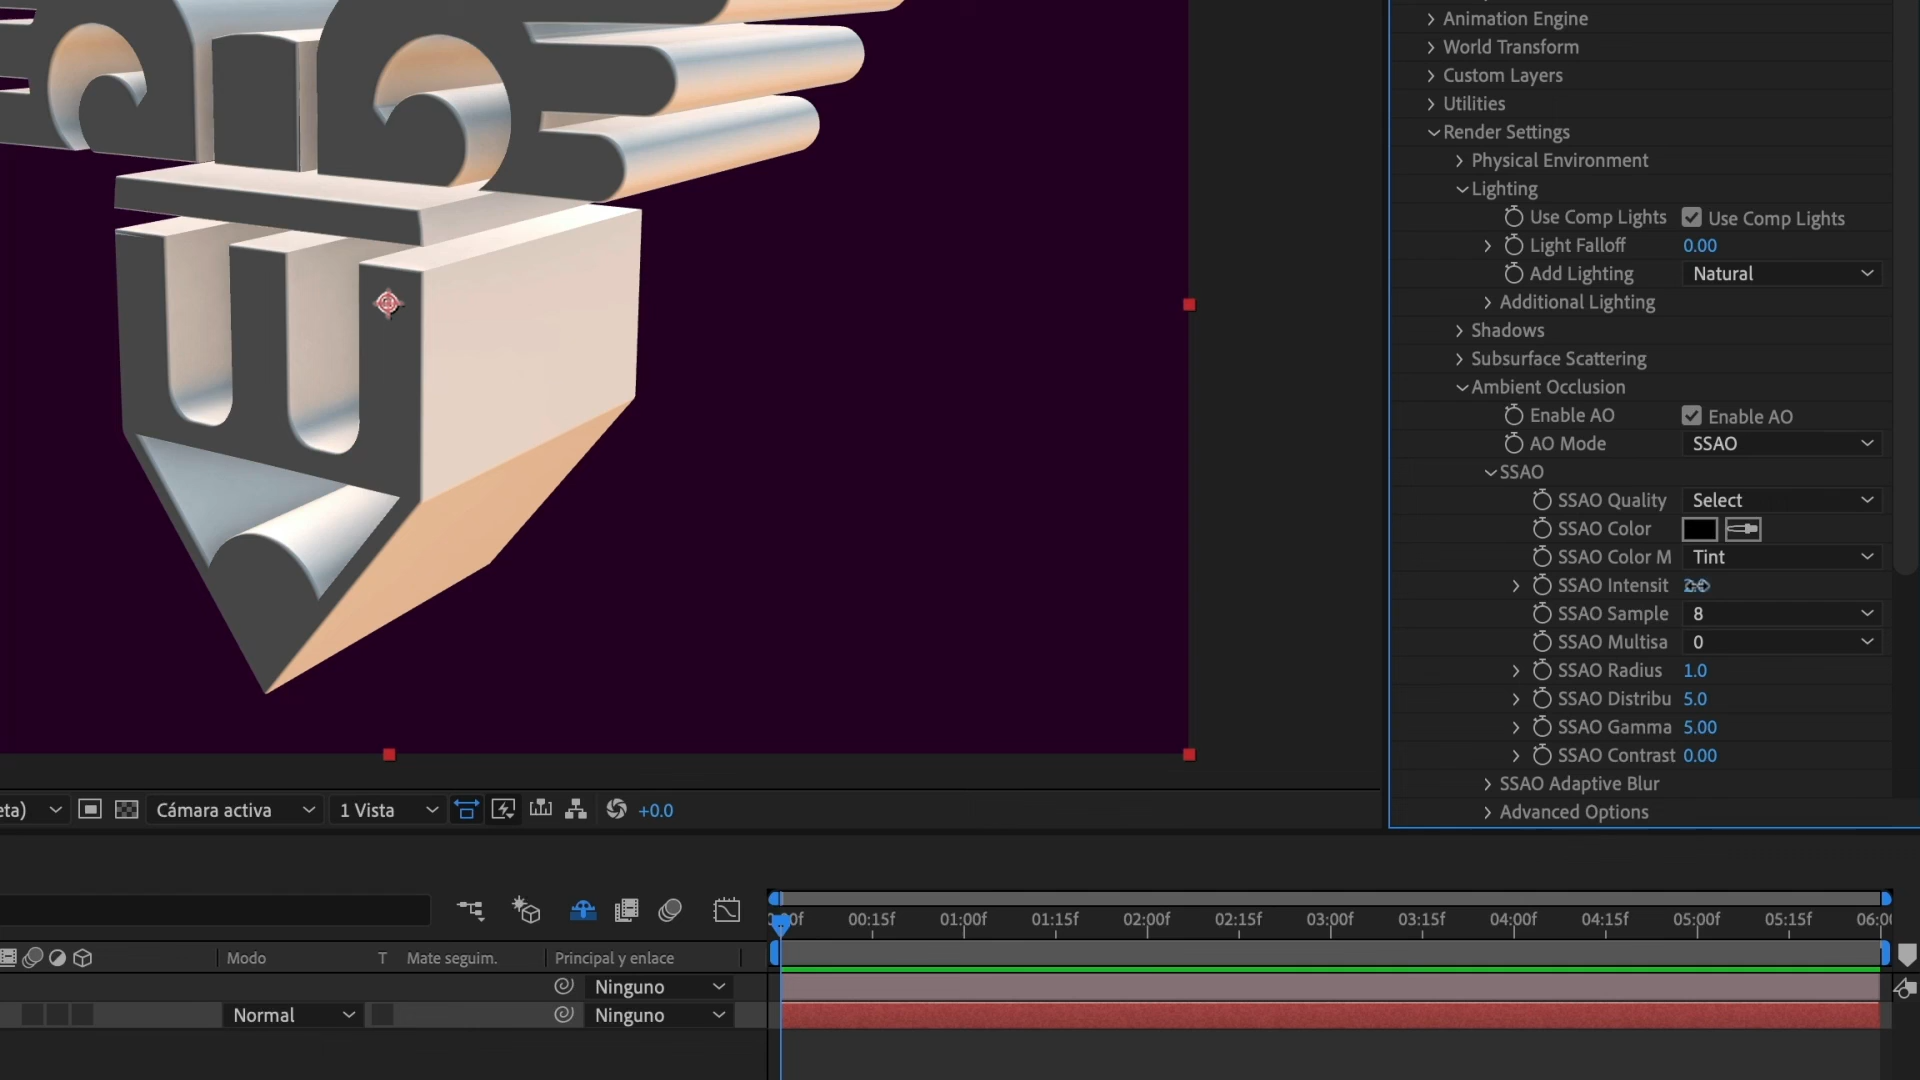 Animation Engine
World Transform
Custom Layers
Utilities
Render Settings
Physical Environment
Lighting
Use Comp Lights Use Comp Lights
Light Falloff 0.00
Add Lighting Natural
Additional Lighting
Shadows
Subsurface Scattering
Ambient Occlusion
Enable AO Enable AO
AO Mode SSAO
SSAO
SSAO Quality Select
SSAO Color
SSAO Color M Tint
SSAO Intensit
SSAO Sample 8
SSAO Multisa 0
SSAO Radius 1.0
SSAO Distribu 5.0
SSAO Gamma 5.00
SSAO Contrast 0.00
SSAO Adaptive Blur
Advanced Options
eta) Cámara activa 1 Vista +0.0
00:15f 01:00f 01:15f 02:00f 02:15f 03:00f 03:15f 04:00f 04:15f 05:00f 05:15f 06:00
Modo T Mate seguim. Principal y enlace
Ninguno
Normal Ninguno